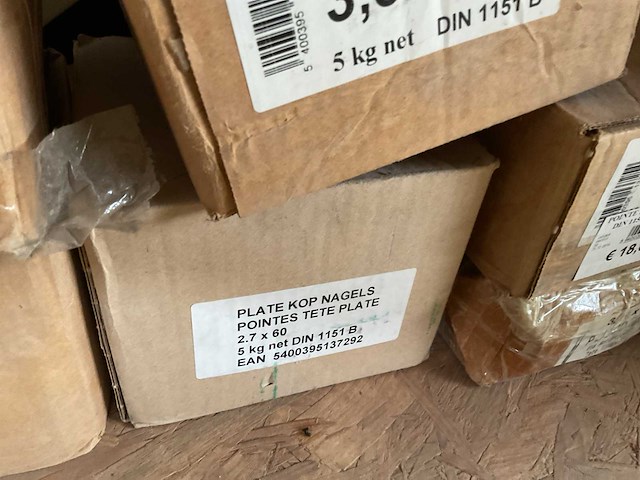 5 400395
5 kg net DIN 1151 B
PLATE KOP NAGELS
POINTES TETE PLATE
2.7 x 60
5 kg net DIN 1151 B.
EAN 5400395137292
€ 18,